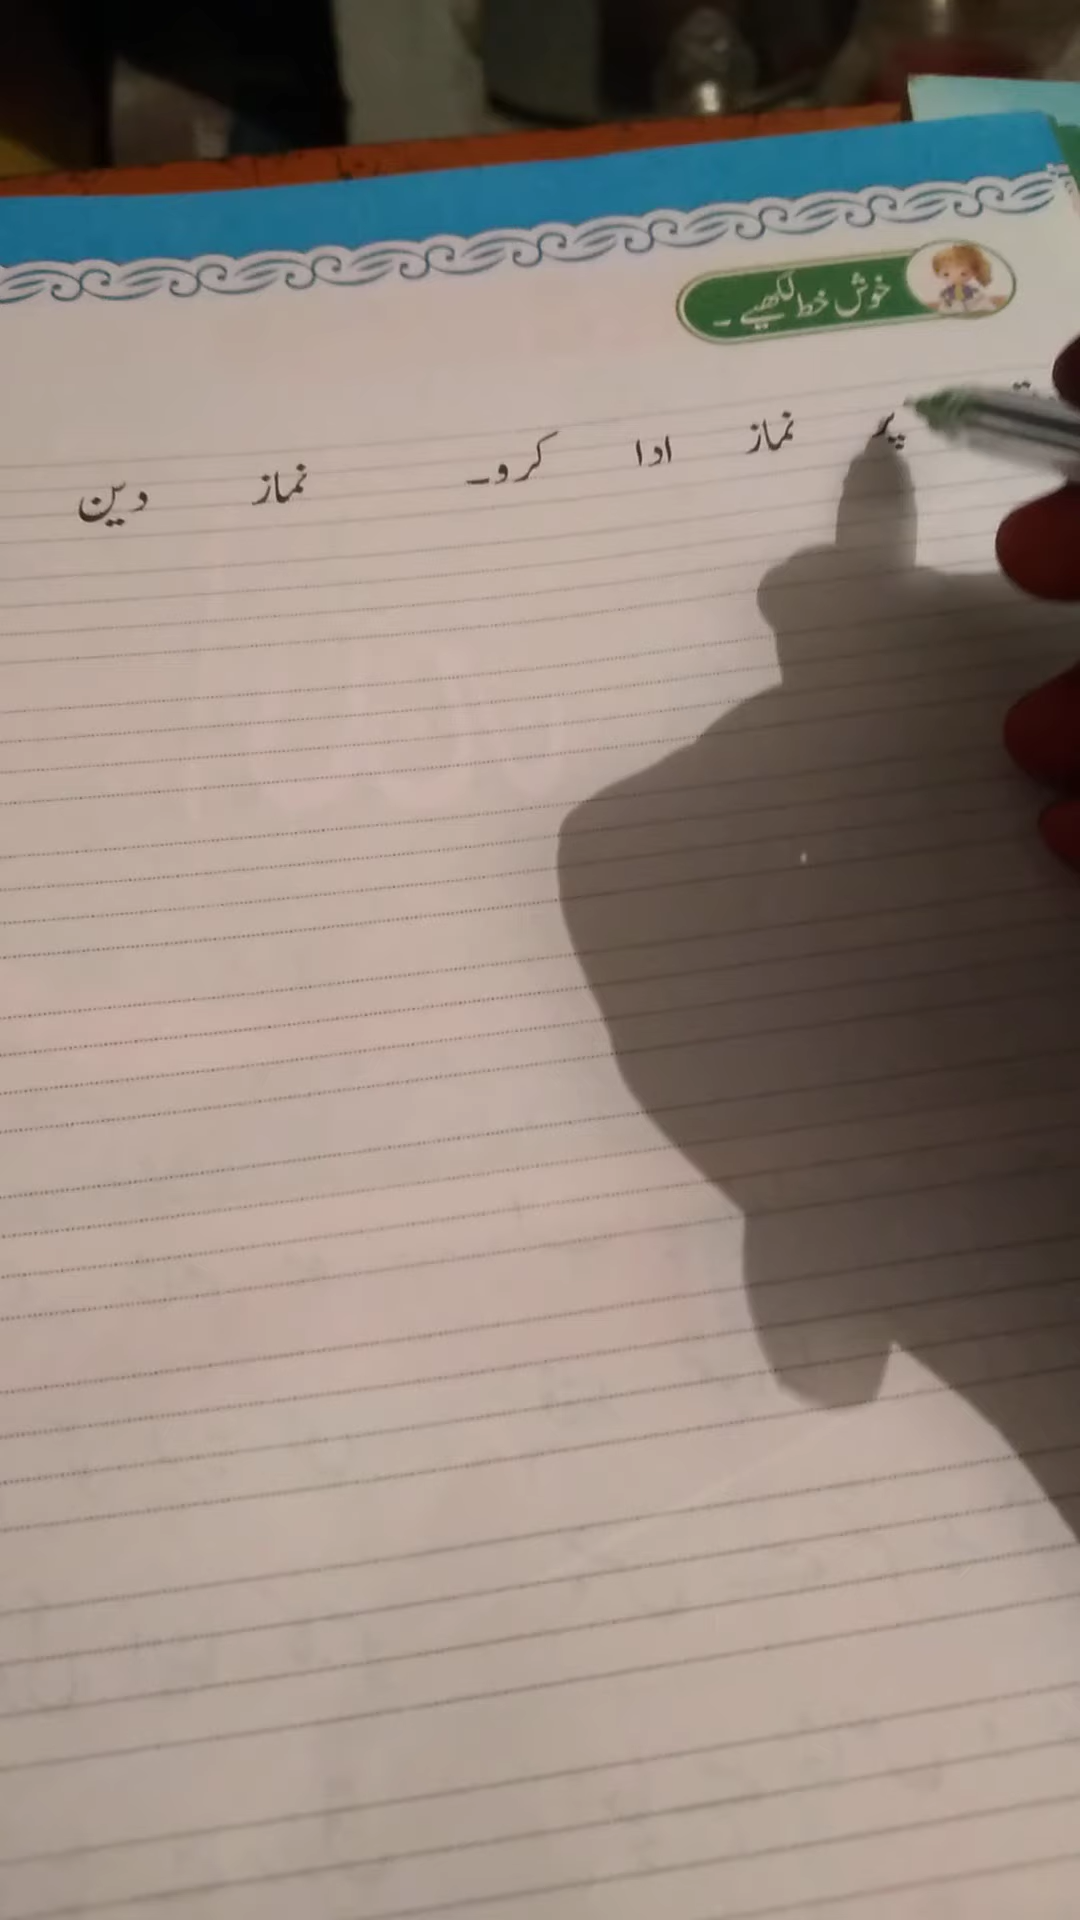 خوش خط لکھیے ۔
پر نماز ادا کرو۔ نماز دین